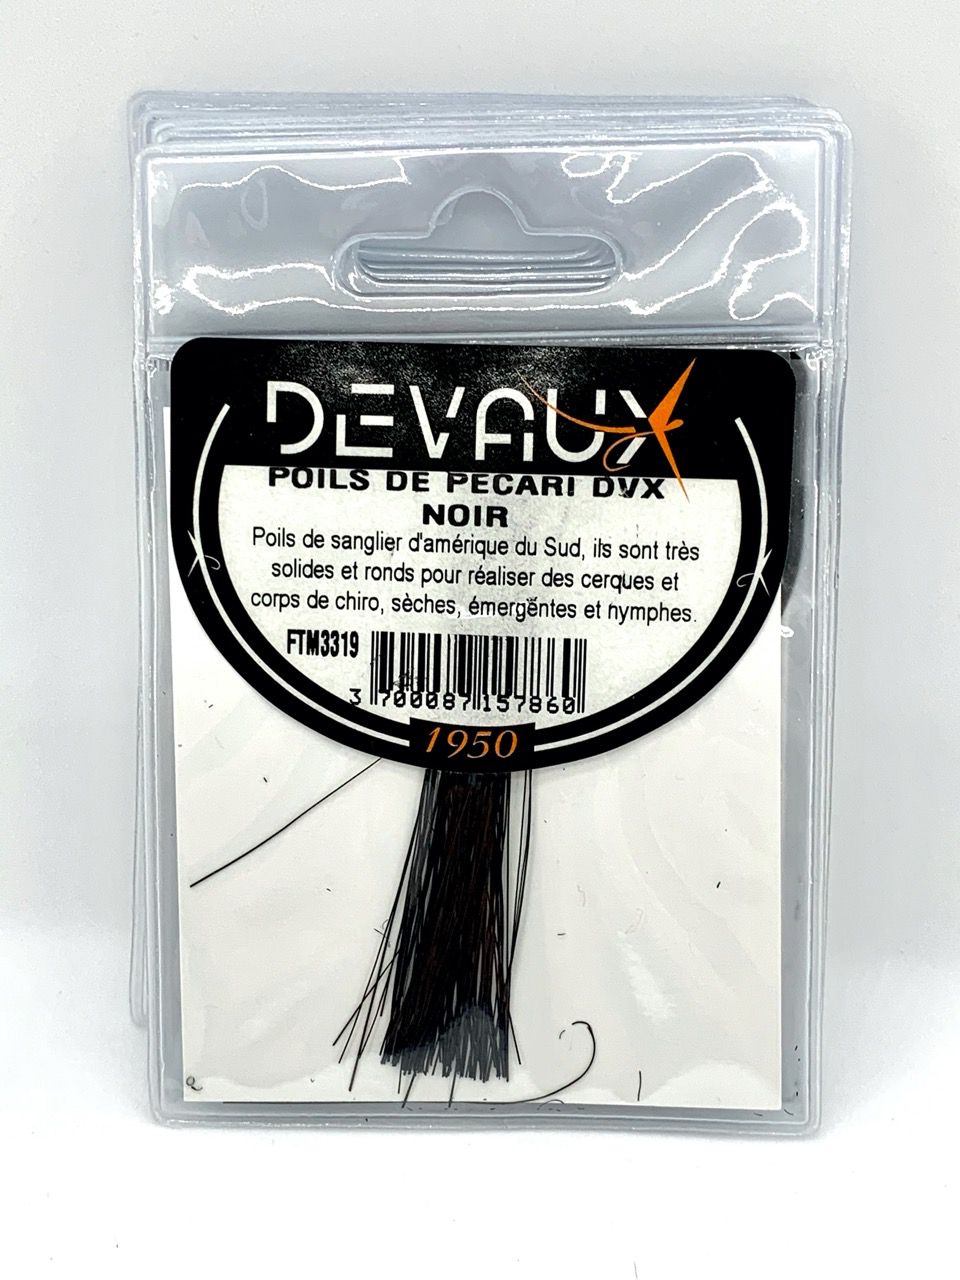 DEVAUX
POILS DE PECARI DVX
NOIR
Poils de sanglier d'amérique du Sud, ils sont très
solides et ronds pour réaliser des cerques et
corps de chiro, sèches, émergentes et nymphes.
FTM3319
3 700087 157860
1950